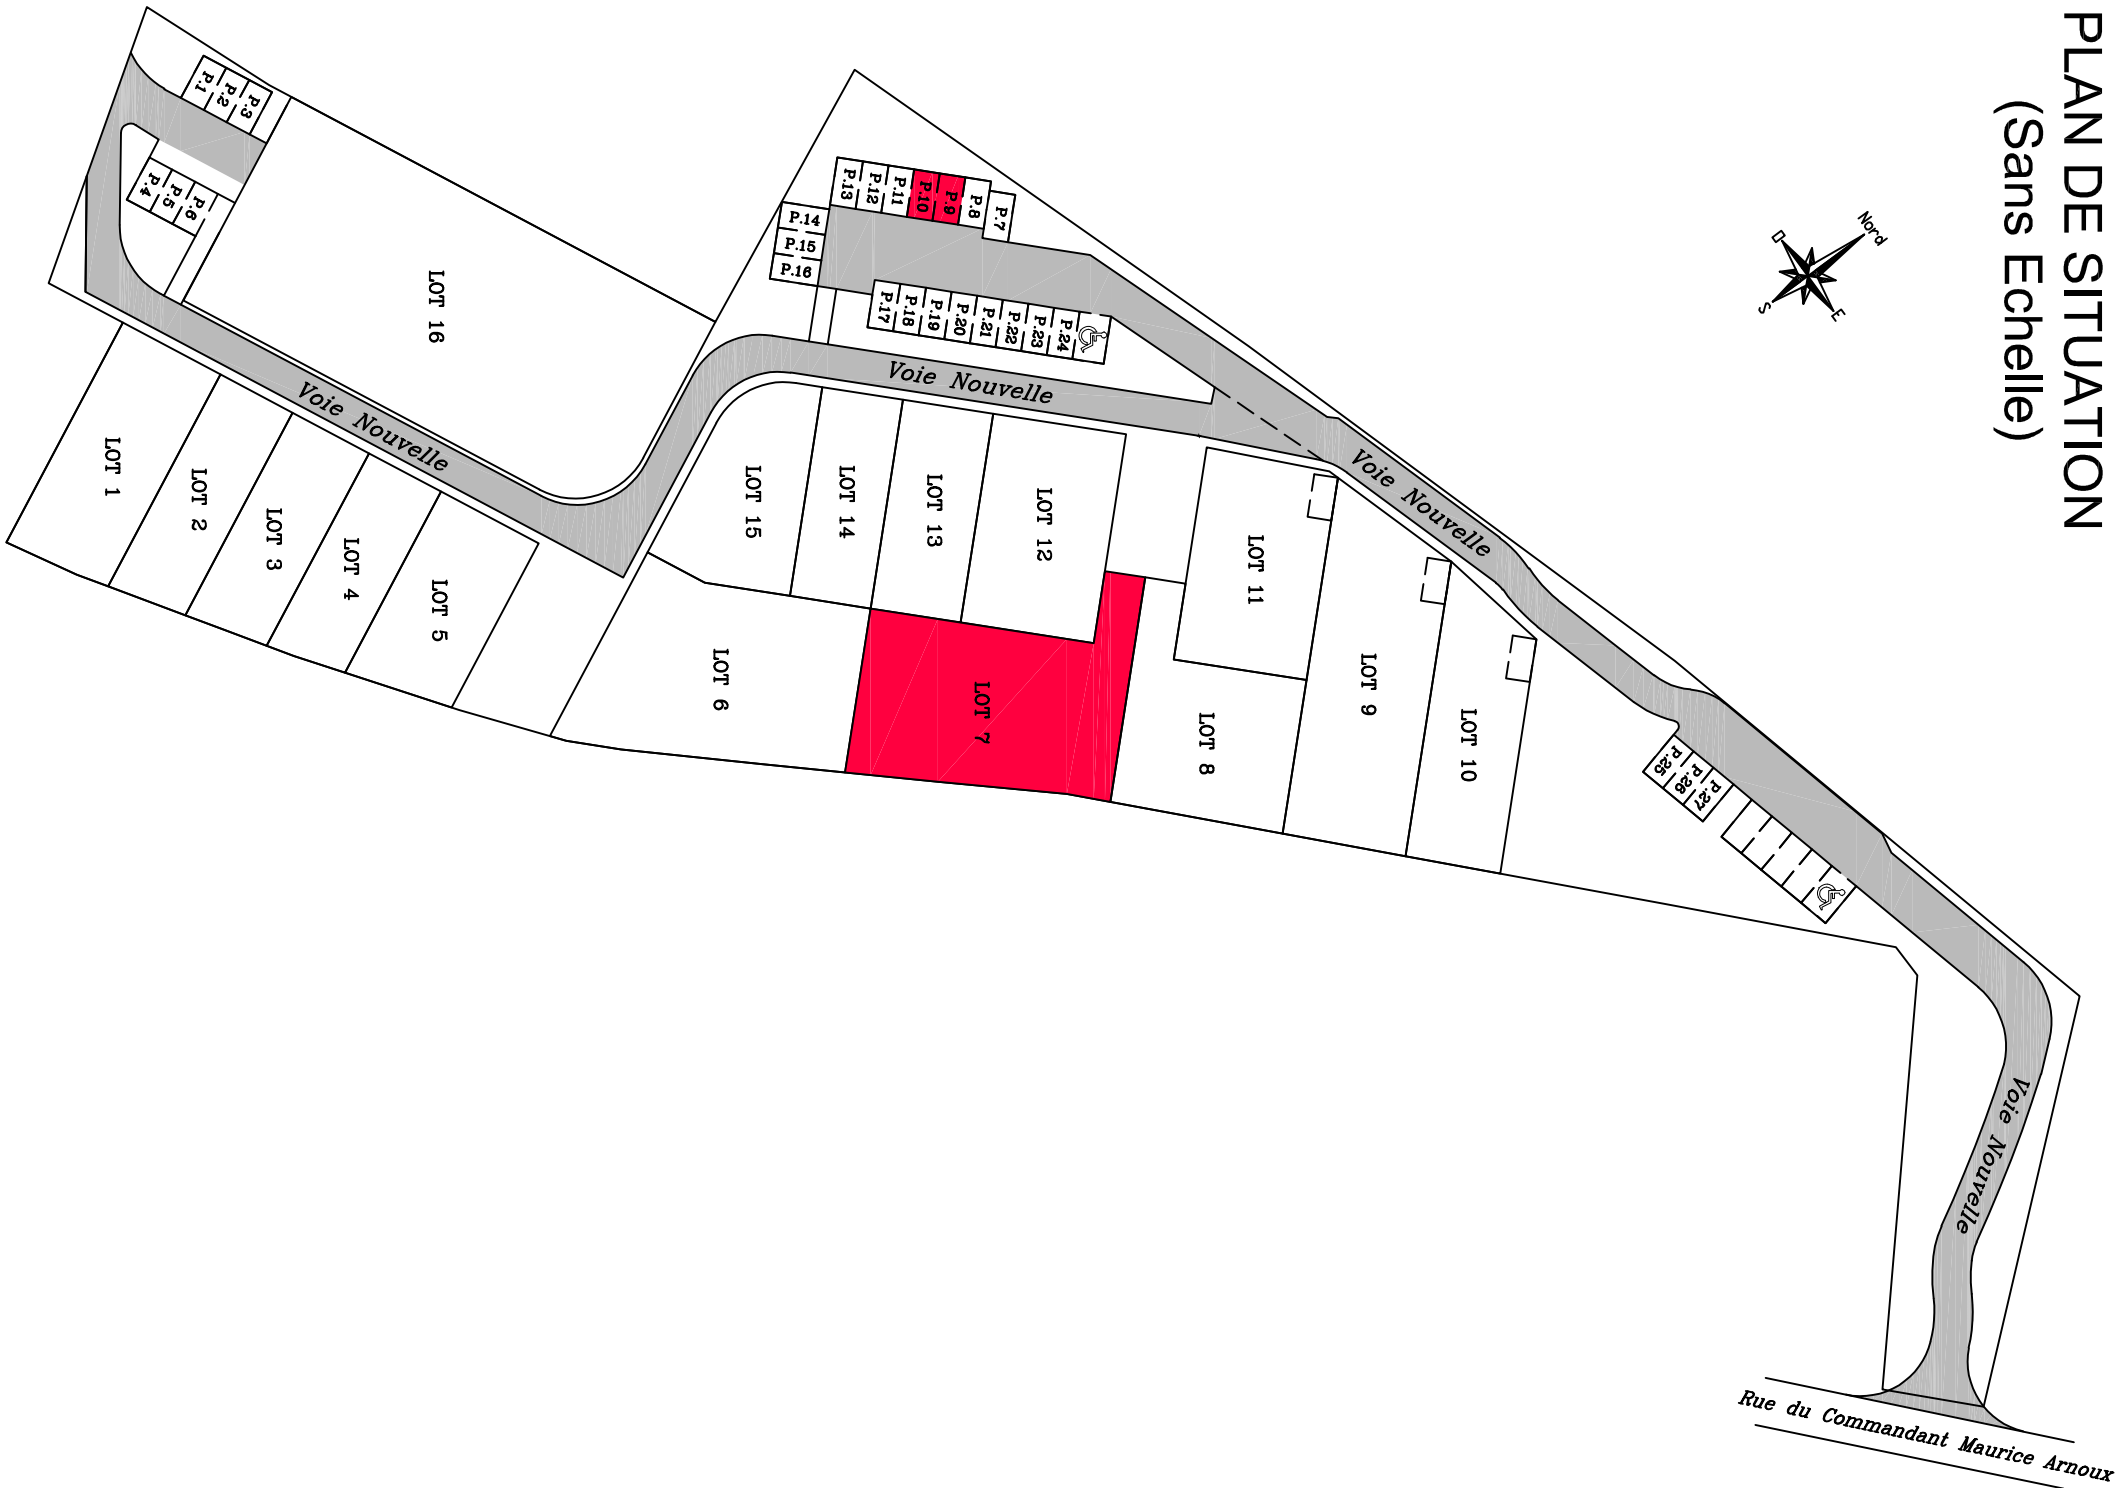 PLAN DE SITUATION
(Sans Echelle)
Nord
O
E
S
P.1
P.2
P.3
P.4
P.5
P.6
LOT 16
P.13
P.12
P.11
P.10
P.9
P.8
P.7
P.14
P.15
P.16
P.17
P.18
P.19
P.20
P.21
P.22
P.23
P.24
Voie Nouvelle
Voie Nouvelle
Voie Nouvelle
LOT 1
LOT 2
LOT 3
LOT 4
LOT 5
LOT 15
LOT 14
LOT 13
LOT 12
LOT 11
LOT 6
LOT 7
LOT 8
LOT 9
LOT 10
P.25
P.26
P.27
Voie Nouvelle
Rue du Commandant Maurice Arnoux